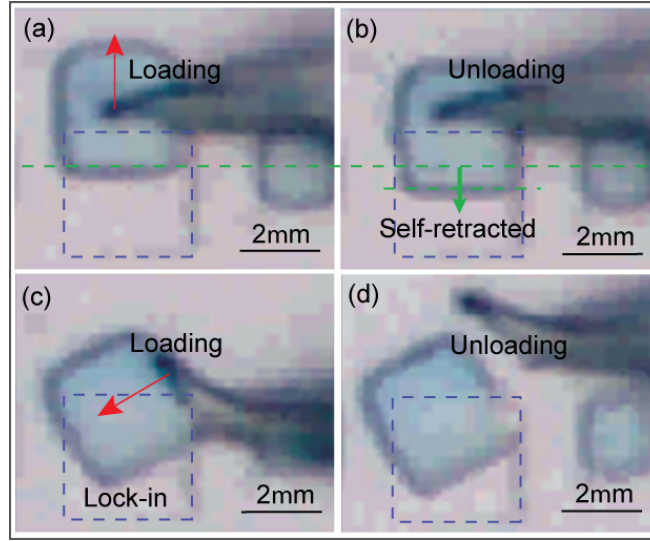 (a)
Loading
2mm
(b)
Unloading
Self-retracted
2mm
(c)
Loading
Lock-in
2mm
(d)
Unloading
2mm